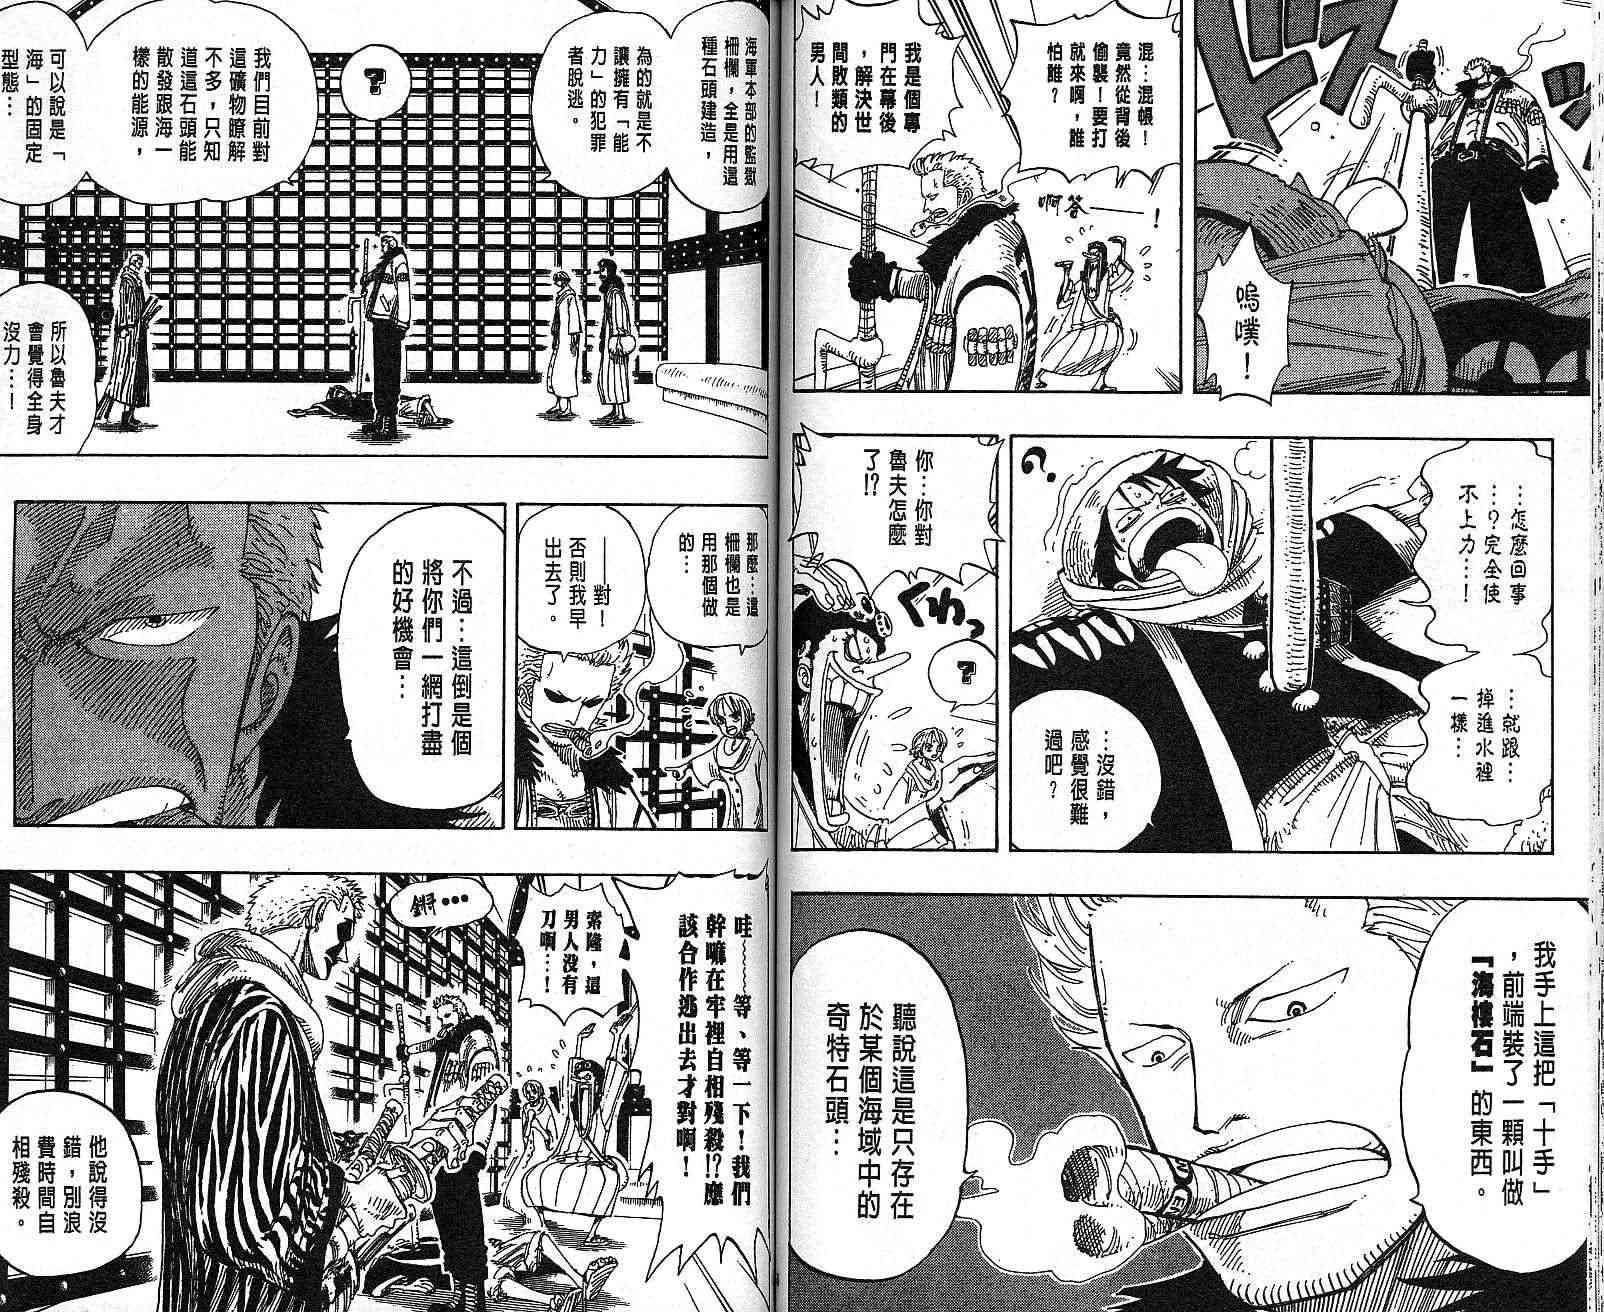 嗚噗！
混…混帳！
竟然從背後
偷襲！要打
就來啊，誰
怕誰？
我是個專
門在幕後
，解決世
間敗類的
男人！
啊答——！
…怎麼回事
…？完全使
不上力…！
…就跟…
掉進水裡
一樣…
？
…沒錯，
感覺很難
過吧？
你…你對
魯夫怎麼
了!?
くわっ
？
我手上這把「十手」
，前端裝了一顆叫做
『海樓石』的東西。
聽說這是只存在
於某個海域中的
奇特石頭…
海軍本部的監獄
柵欄，全是用這
種石頭建造，
為的就是不
讓擁有「能
力」的犯罪
者脫逃。
？
我們目前對
這礦物瞭解
不多，只知
道這石頭能
散發跟海一
樣的能源，
可以說是「
海」的固定
型態…
所以魯夫才
會覺得全身
沒力…！
那麼…這
柵欄也是
用那個做
的…
——對！
否則我早
出去了。
不過…這倒是個
將你們一網打盡
的好機會…
哇~~~等、等一下！我們
幹嘛在牢裡自相殘殺!?應
該合作逃出去才對啊！
索隆，這
男人沒有
刀啊…！
鏘…
他說得沒
錯，別浪
費時間自
相殘殺。